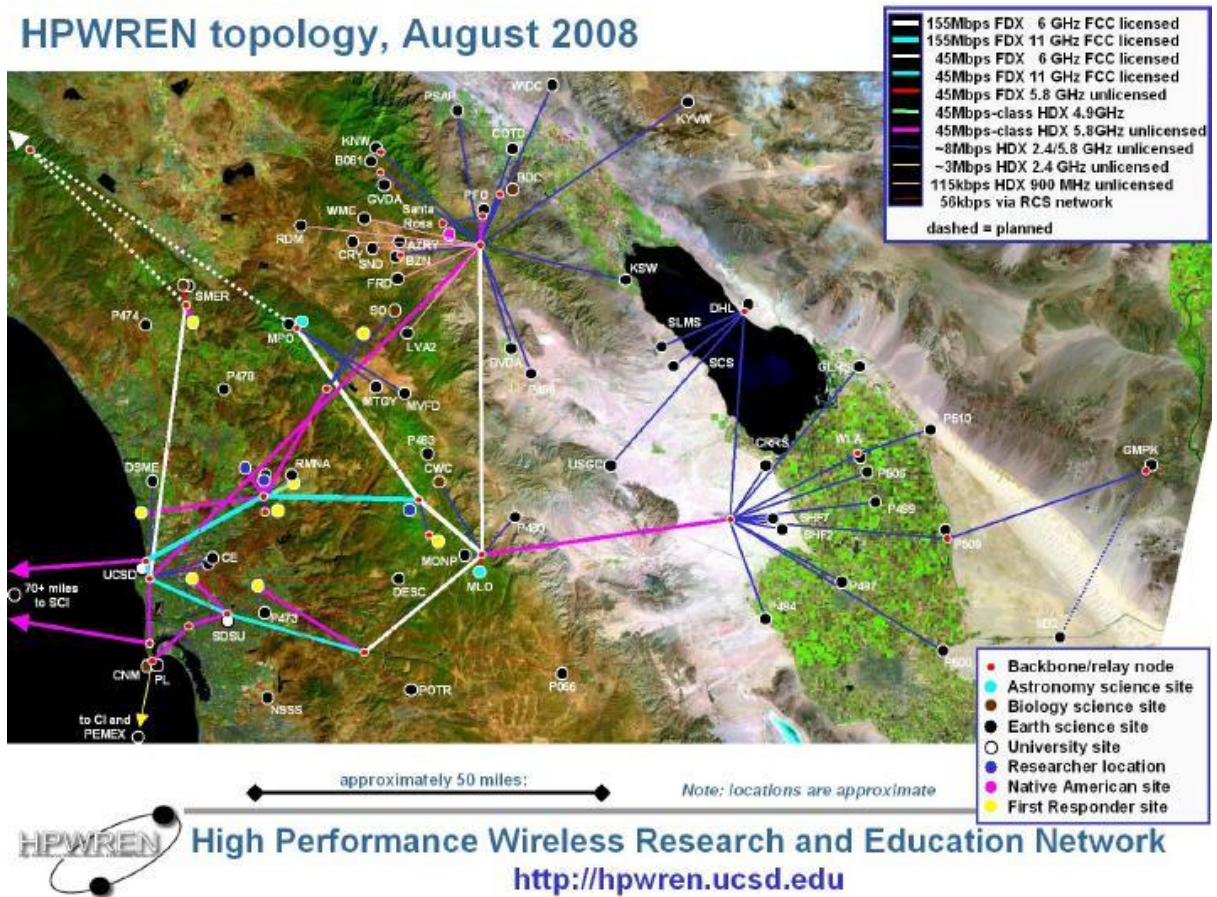 HPWREN topology, August 2008
155Mbps FDX 6 GHz FCC licensed
155Mbps FDX 11 GHz FCC licensed
45Mbps FDX 6 GHz FCC licensed
45Mbps FDX 11 GHz FCC licensed
45Mbps FDX 5.8 GHz unlicensed
45Mbps-class HDX 4.9GHz
45Mbps-class HDX 5.8GHz unlicensed
~8Mbps HDX 2.4/5.8 GHz unlicensed
~3Mbps HDX 2.4 GHz unlicensed
115kbps HDX 900 MHz unlicensed
56kbps via RCS network
dashed = planned
PSAP
WIDC
KYVW
COTD
KNW
B081
BDC
GVDA
PFO
WME
Santa
Rosa
RDM
AZRY
CRY
SND
BZN
FRD
KSW
SMER
SO
DHL
P474
MPO
LVA2
SLMS
SCS
GLRS
P478
MTGY
MVFD
P510
P483
CRRS
WLA
GMPK
DSME
RMNA
CWC
USGC
P506
P499
P480
SHF7
SHF2
P509
CE
MONP
UCSD
70+ miles
to SCI
DESC
MLO
P497
P473
SDSU
P494
P500
CNM
PL
P066
POTR
NSSS
to CI and
PEMEX
Backbone/relay node
Astronomy science site
Biology science site
Earth science site
University site
Researcher location
Native American site
First Responder site
approximately 50 miles:
Note: locations are approximate
HPWREN
High Performance Wireless Research and Education Network
http://hpwren.ucsd.edu